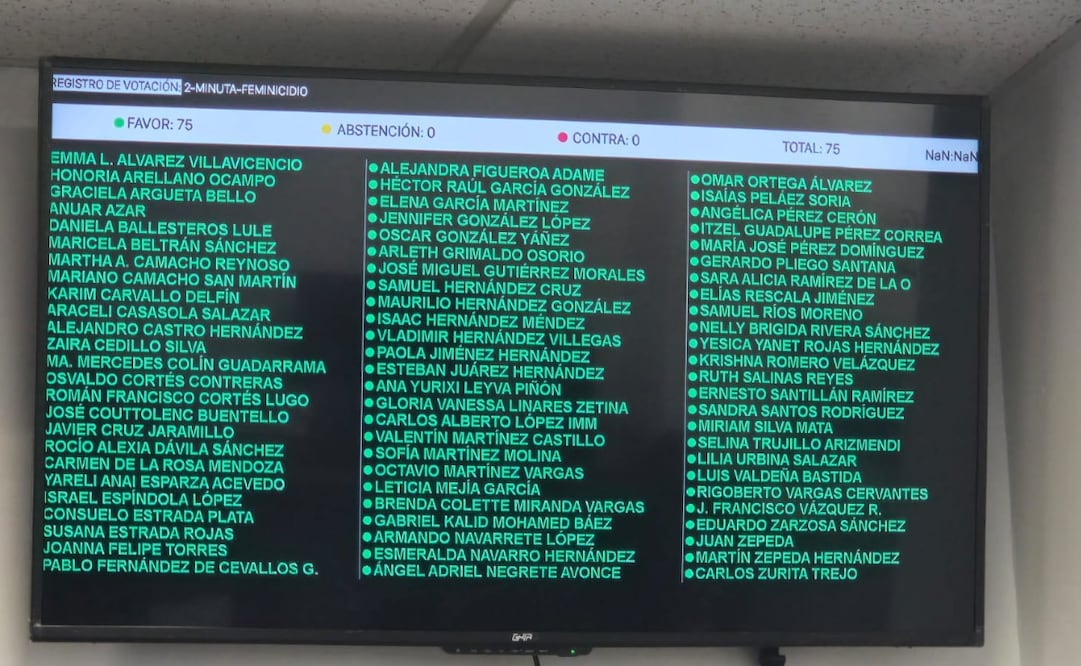 REGISTRO DE VOTACIÓN: 2-MINUTA-FEMINICIDIO
FAVOR: 75 ABSTENCIÓN: 0 CONTRA: 0 TOTAL: 75 NaN:NaN
EMMA L. ALVAREZ VILLAVICENCIO
HONORIA ARELLANO OCAMPO
GRACIELA ARGUETA BELLO
ANUAR AZAR
DANIELA BALLESTEROS LULE
MARICELA BELTRÁN SÁNCHEZ
MARTHA A. CAMACHO REYNOSO
MARIANO CAMACHO SAN MARTÍN
KARIM CARVALLO DELFÍN
ARACELI CASASOLA SALAZAR
ALEJANDRO CASTRO HERNÁNDEZ
ZAIRA CEDILLO SILVA
MA. MERCEDES COLÍN GUADARRAMA
OSVALDO CORTÉS CONTRERAS
ROMÁN FRANCISCO CORTÉS LUGO
JOSÉ COUTTOLENC BUENTELLO
JAVIER CRUZ JARAMILLO
ROCÍO ALEXIA DÁVILA SÁNCHEZ
CARMEN DE LA ROSA MENDOZA
YARELI ANAI ESPARZA ACEVEDO
ISRAEL ESPÍNDOLA LÓPEZ
CONSUELO ESTRADA PLATA
SUSANA ESTRADA ROJAS
JOANNA FELIPE TORRES
PABLO FERNÁNDEZ DE CEVALLOS G.
ALEJANDRA FIGUEROA ADAME
HÉCTOR RAÚL GARCÍA GONZÁLEZ
ELENA GARCÍA MARTÍNEZ
JENNIFER GONZÁLEZ LÓPEZ
OSCAR GONZÁLEZ YÁÑEZ
ARLETH GRIMALDO OSORIO
JOSÉ MIGUEL GUTIÉRREZ MORALES
SAMUEL HERNÁNDEZ CRUZ
MAURILIO HERNÁNDEZ GONZÁLEZ
ISAAC HERNÁNDEZ MÉNDEZ
VLADIMIR HERNÁNDEZ VILLEGAS
PAOLA JIMÉNEZ HERNÁNDEZ
ESTEBAN JUÁREZ HERNÁNDEZ
ANA YURIXI LEYVA PIÑÓN
GLORIA VANESSA LINARES ZETINA
CARLOS ALBERTO LÓPEZ IMM
VALENTÍN MARTÍNEZ CASTILLO
SOFÍA MARTÍNEZ MOLINA
OCTAVIO MARTÍNEZ VARGAS
LETICIA MEJÍA GARCÍA
BRENDA COLETTE MIRANDA VARGAS
GABRIEL KALID MOHAMED BÁEZ
ARMANDO NAVARRETE LÓPEZ
ESMERALDA NAVARRO HERNÁNDEZ
ÁNGEL ADRIEL NEGRETE AVONCE
OMAR ORTEGA ÁLVAREZ
ISAÍAS PELÁEZ SORIA
ANGÉLICA PÉREZ CERÓN
ITZEL GUADALUPE PÉREZ CORREA
MARÍA JOSÉ PÉREZ DOMÍNGUEZ
GERARDO PLIEGO SANTANA
SARA ALICIA RAMÍREZ DE LA O
ELÍAS RESCALA JIMÉNEZ
SAMUEL RÍOS MORENO
NELLY BRIGIDA RIVERA SÁNCHEZ
YESICA YANET ROJAS HERNÁNDEZ
KRISHNA ROMERO VELÁZQUEZ
RUTH SALINAS REYES
ERNESTO SANTILLÁN RAMÍREZ
SANDRA SANTOS RODRÍGUEZ
MIRIAM SILVA MATA
SELINA TRUJILLO ARIZMENDI
LILIA URBINA SALAZAR
LUIS VALDEÑA BASTIDA
RIGOBERTO VARGAS CERVANTES
J. FRANCISCO VÁZQUEZ R.
EDUARDO ZARZOSA SÁNCHEZ
JUAN ZEPEDA
MARTÍN ZEPEDA HERNÁNDEZ
CARLOS ZURITA TREJO
GHIA